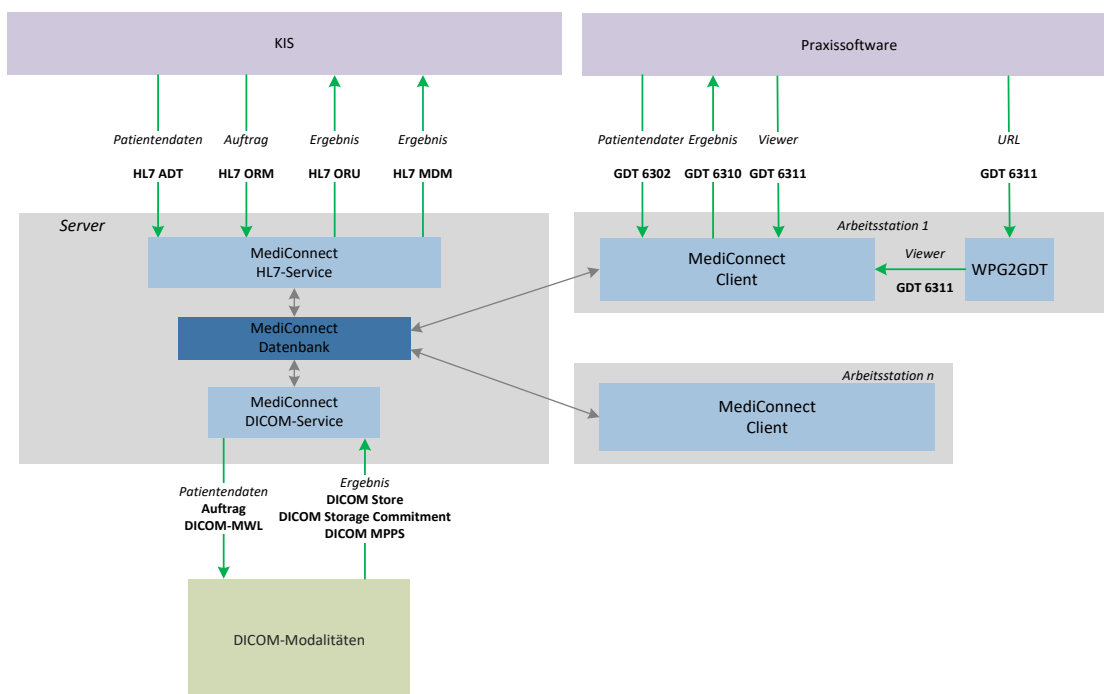 KIS
Praxissoftware
Patientendaten
Auftrag
Ergebnis
Ergebnis
HL7 ADT
HL7 ORM
HL7 ORU
HL7 MDM
Patientendaten
Ergebnis
Viewer
URL
GDT 6302
GDT 6310
GDT 6311
GDT 6311
Server
MediConnect
HL7-Service
MediConnect
Datenbank
MediConnect
DICOM-Service
Arbeitsstation 1
MediConnect
Client
Viewer
GDT 6311
WPG2GDT
Arbeitsstation n
MediConnect
Client
Patientendaten
Auftrag
DICOM-MWL
Ergebnis
DICOM Store
DICOM Storage Commitment
DICOM MPPS
DICOM-Modalitäten